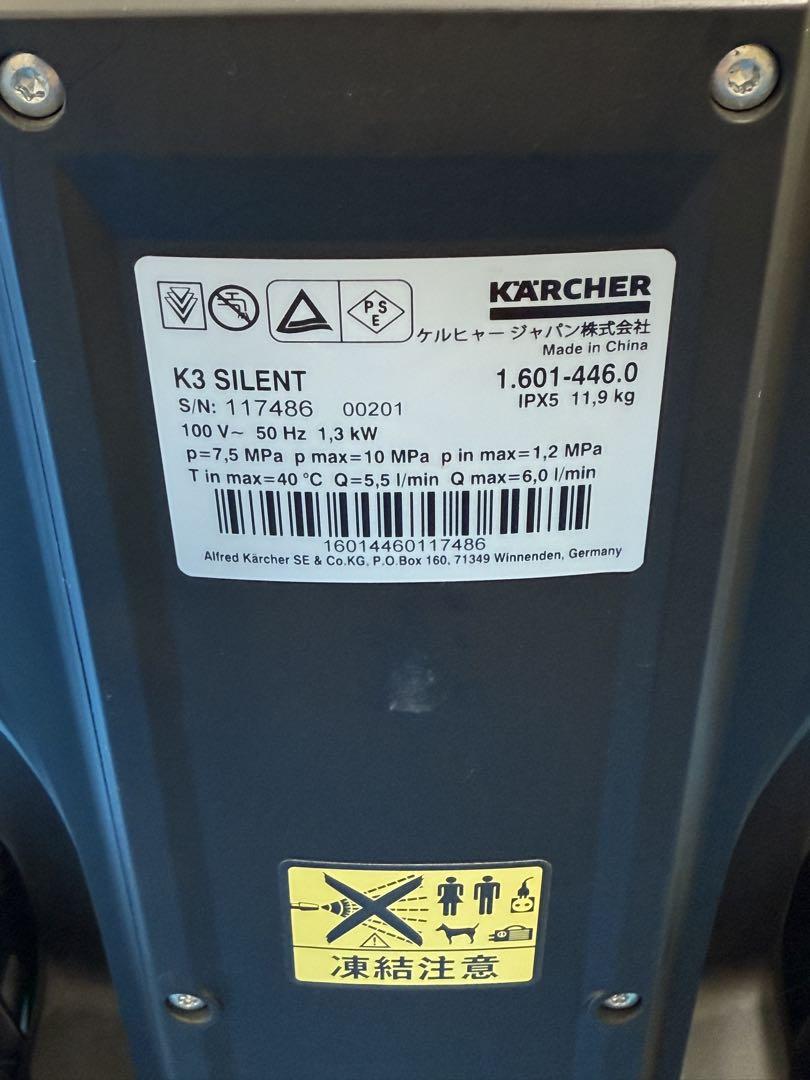 PSE
KÄRCHER
ケルヒャー ジャパン株式会社
Made in China
K3 SILENT
1.601-446.0
S/N: 117486 00201
IPX5 11,9 kg
100 V~ 50 Hz 1,3 kW
p=7,5 MPa p max=10 MPa p in max=1,2 MPa
T in max=40 °C Q=5,5 l/min Q max=6,0 l/min
16014460117486
Alfred Kärcher SE & Co.KG, P.O.Box 160, 71349 Winnenden, Germany
凍結注意